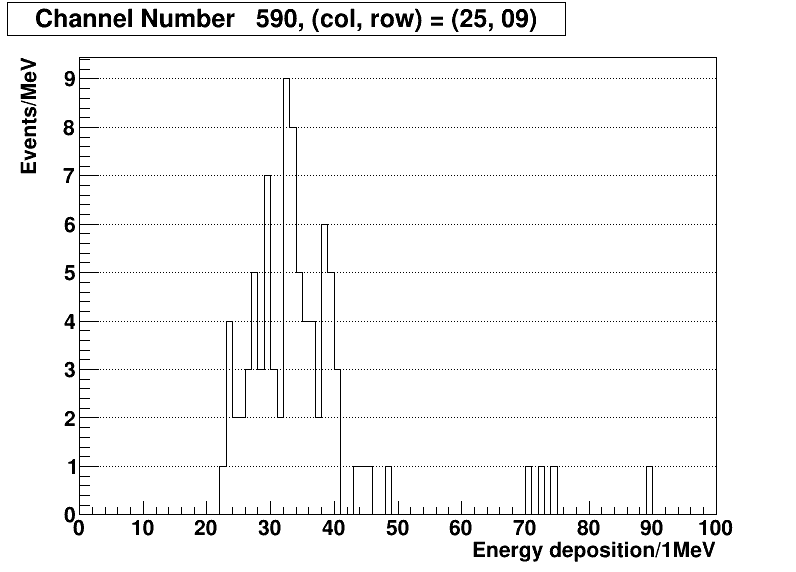 Channel Number   590, (col, row) = (25, 09)
Events/MeV
9
8
7
6
5
4
3
2
1
0
0 10 20 30 40 50 60 70 80 90 100
Energy deposition/1MeV